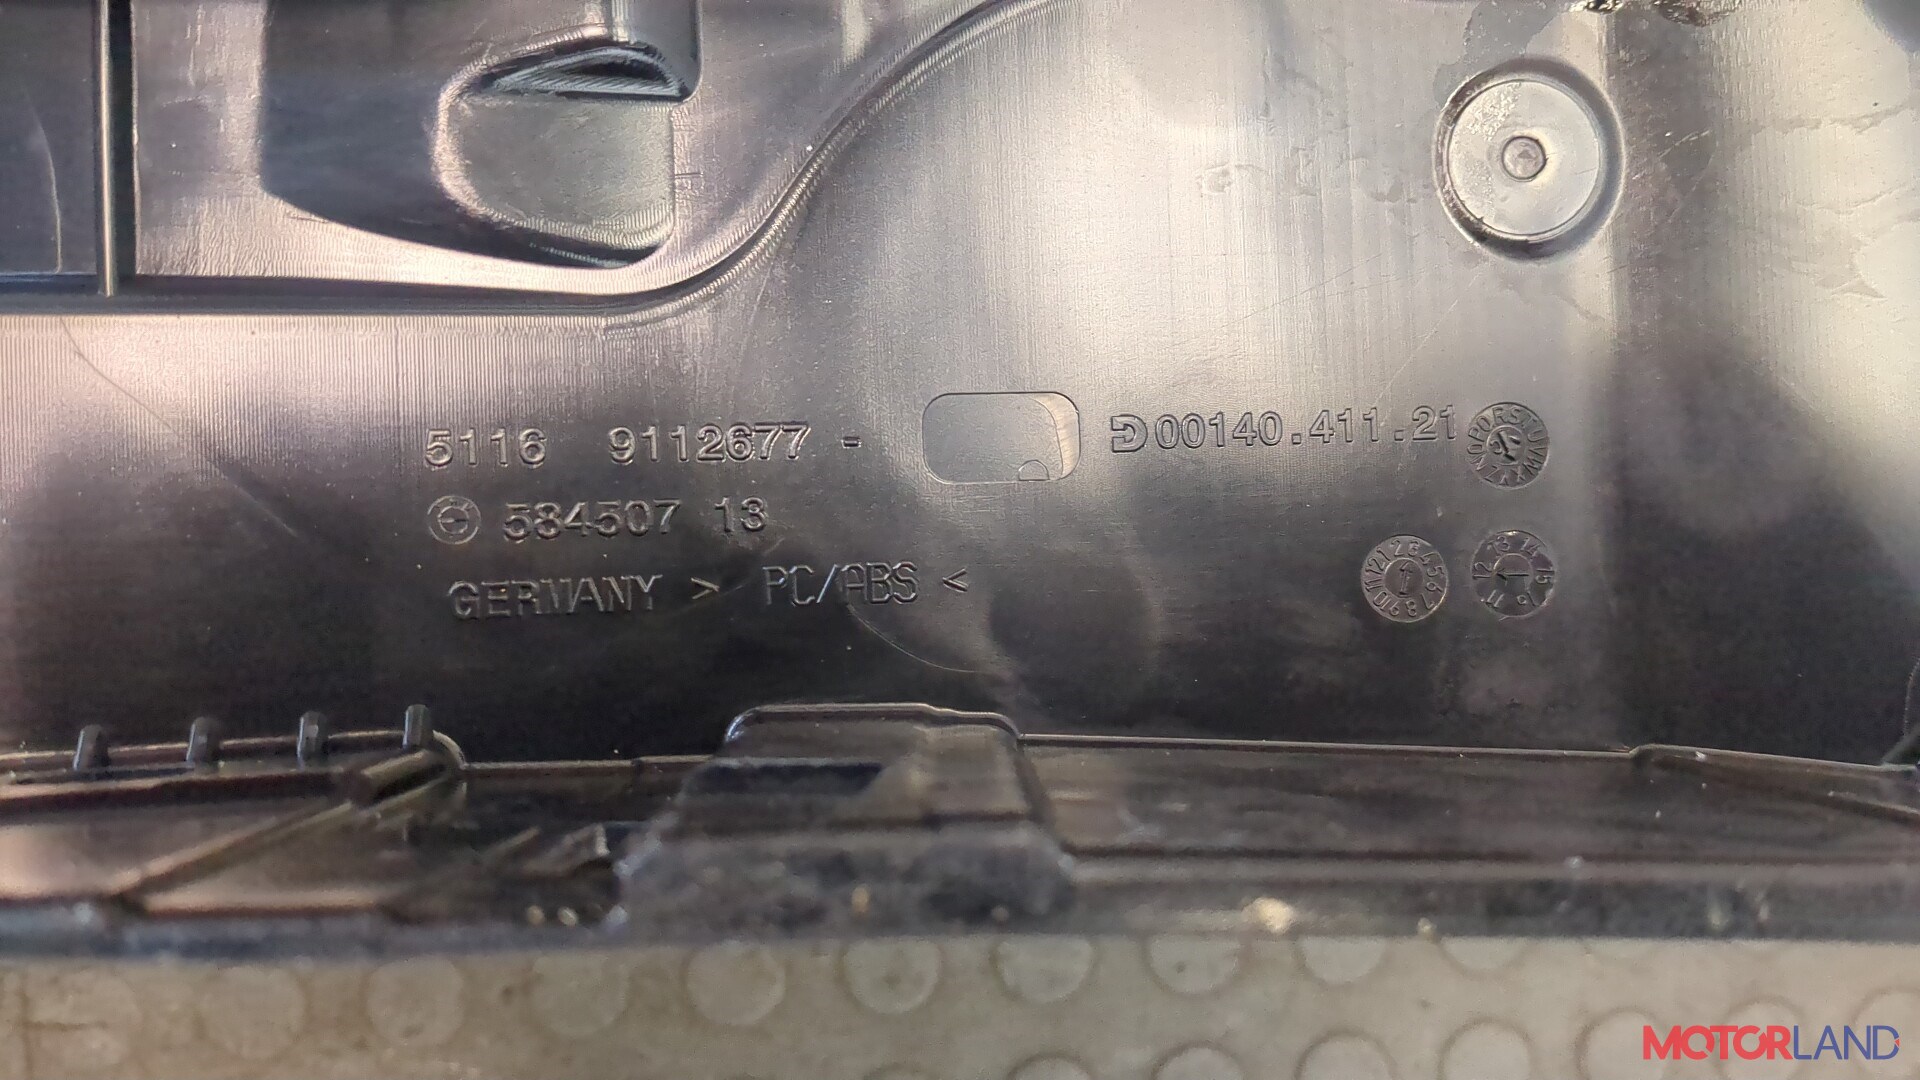 5116 9112677 - D00140.411.21
584507 13
GERMANY > PC/ABS <
MOTORLAND